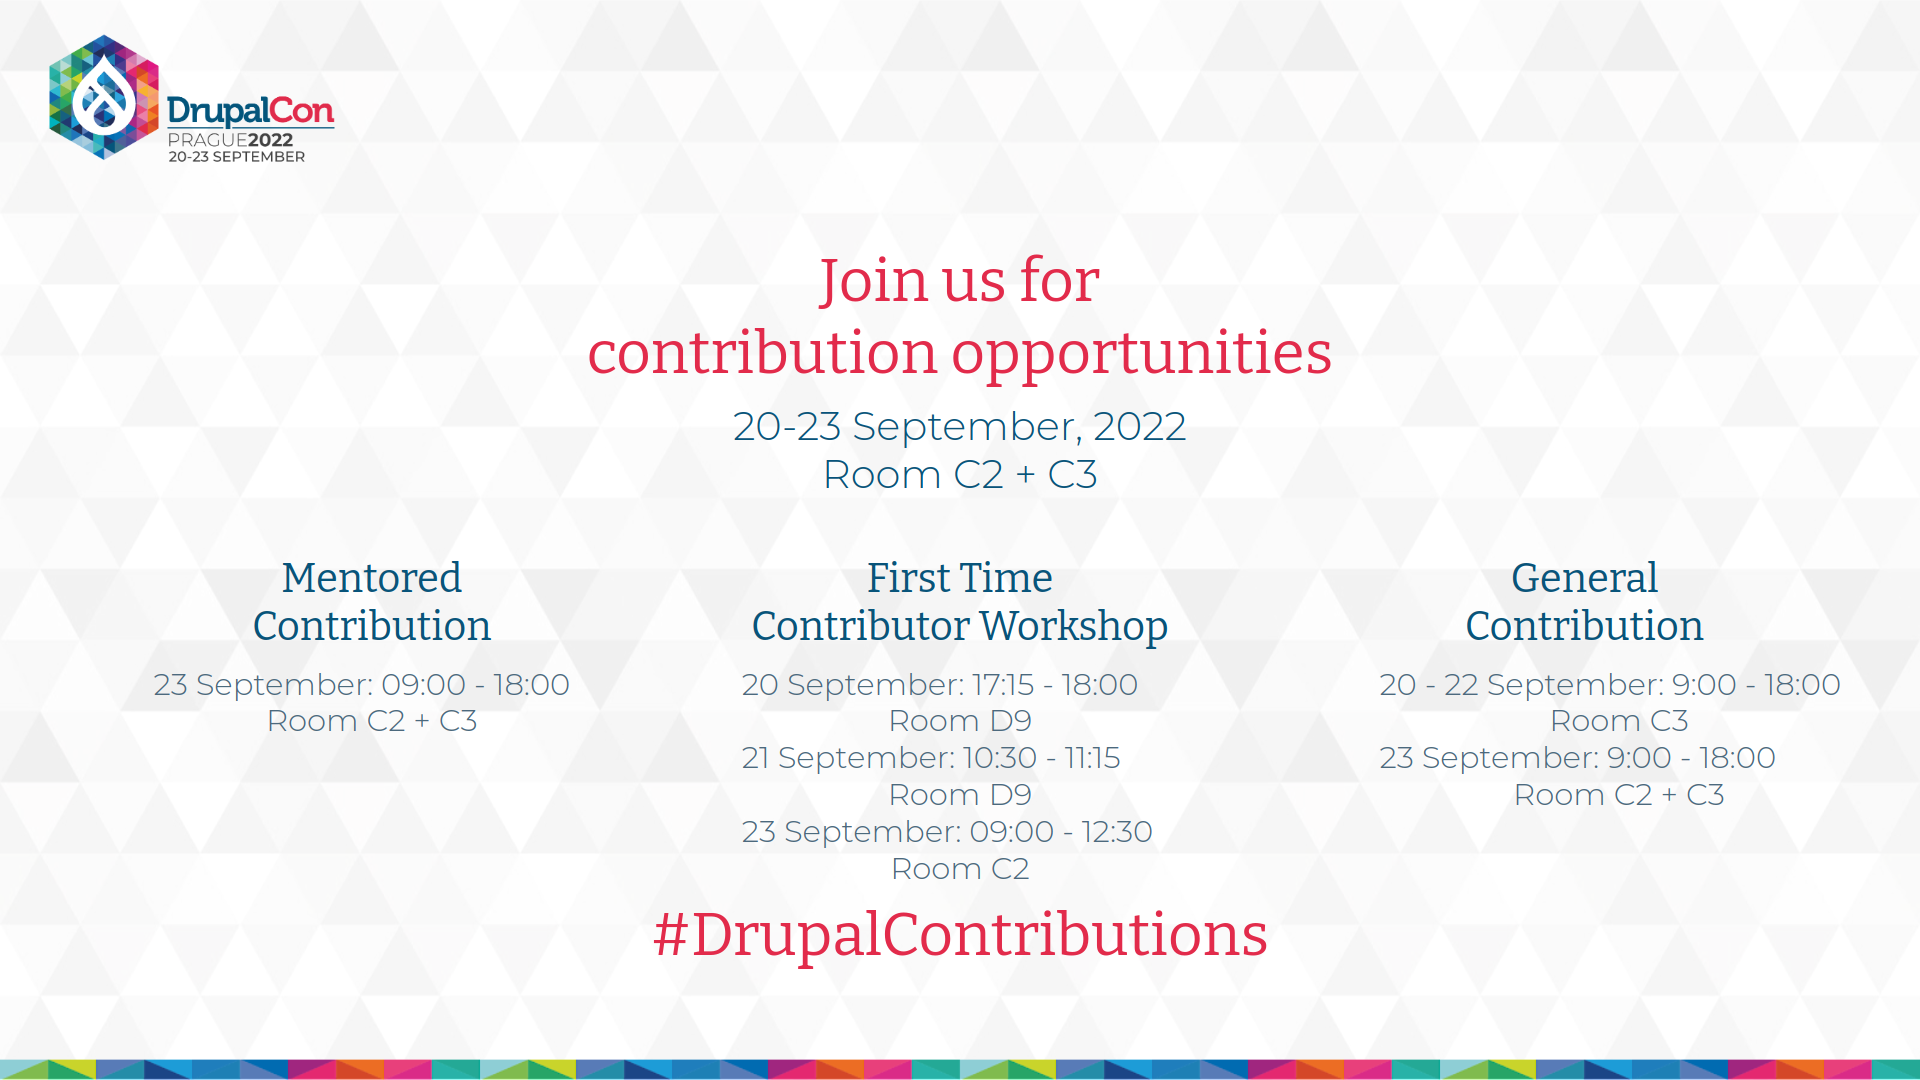 DrupalCon
PRAGUE2022
20-23 SEPTEMBER
Join us for
contribution opportunities
20-23 September, 2022
Room C2 + C3
Mentored
Contribution
23 September: 09:00 - 18:00
Room C2 + C3
First Time
Contributor Workshop
20 September: 17:15 - 18:00
Room D9
21 September: 10:30 - 11:15
Room D9
23 September: 09:00 - 12:30
Room C2
General
Contribution
20 - 22 September: 9:00 - 18:00
Room C3
23 September: 9:00 - 18:00
Room C2 + C3
#DrupalContributions